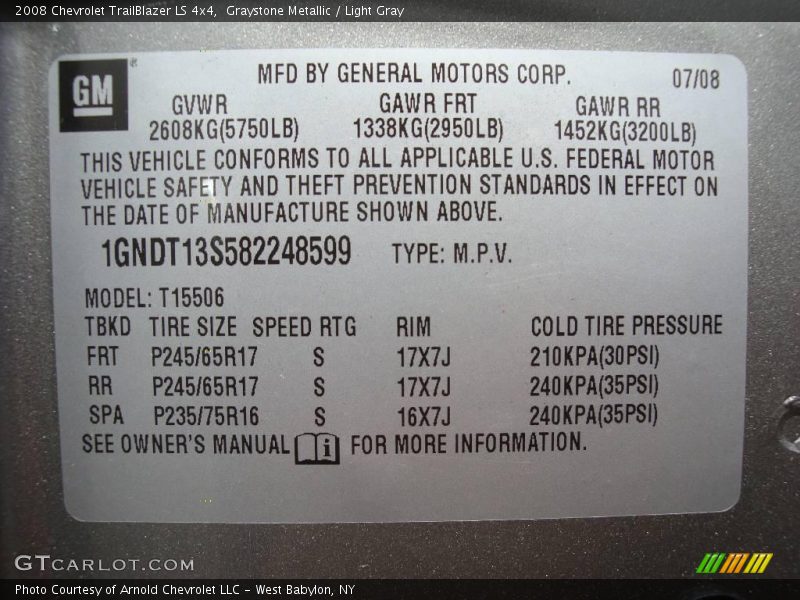 2008 Chevrolet TrailBlazer LS 4x4,  Graystone Metallic / Light Gray
GM ®
MFD BY GENERAL MOTORS CORP. 07/08
GVWR GAWR FRT GAWR RR
2608KG(5750LB) 1338KG(2950LB) 1452KG(3200LB)
THIS VEHICLE CONFORMS TO ALL APPLICABLE U.S. FEDERAL MOTOR
VEHICLE SAFETY AND THEFT PREVENTION STANDARDS IN EFFECT ON
THE DATE OF MANUFACTURE SHOWN ABOVE.
1GNDT13S582248599 TYPE: M.P.V.
MODEL: T15506
TBKD TIRE SIZE SPEED RTG RIM COLD TIRE PRESSURE
FRT P245/65R17 S 17X7J 210KPA(30PSI)
RR P245/65R17 S 17X7J 240KPA(35PSI)
SPA P235/75R16 S 16X7J 240KPA(35PSI)
SEE OWNER'S MANUAL i FOR MORE INFORMATION.
GTCARLOT.COM
Photo Courtesy of Arnold Chevrolet LLC - West Babylon, NY